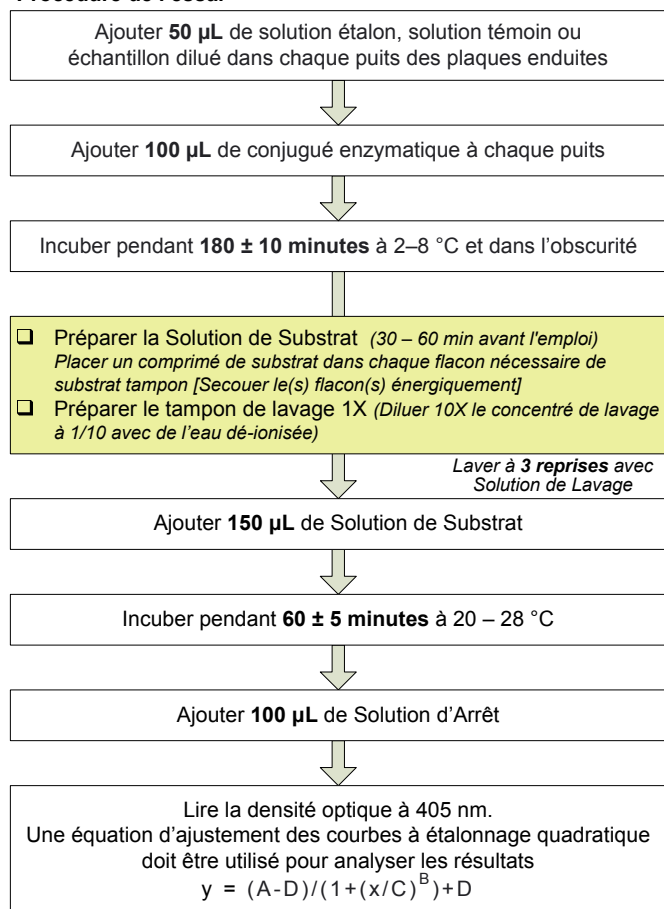 Ajouter 50 µL de solution étalon, solution témoin ou
échantillon dilué dans chaque puits des plaques enduites
Ajouter 100 µL de conjugué enzymatique à chaque puits
Incuber pendant 180 ± 10 minutes à 2–8 °C et dans l'obscurité
❑ Préparer la Solution de Substrat (30 – 60 min avant l'emploi)
Placer un comprimé de substrat dans chaque flacon nécessaire de
substrat tampon [Secouer le(s) flacon(s) énergiquement]
❑ Préparer le tampon de lavage 1X (Diluer 10X le concentré de lavage
à 1/10 avec de l'eau dé-ionisée)
Laver à 3 reprises avec
Solution de Lavage
Ajouter 150 µL de Solution de Substrat
Incuber pendant 60 ± 5 minutes à 20 – 28 °C
Ajouter 100 µL de Solution d'Arrêt
Lire la densité optique à 405 nm.
Une équation d'ajustement des courbes à étalonnage quadratique
doit être utilisé pour analyser les résultats
y = (A-D)/(1+(x/C)^B)+D